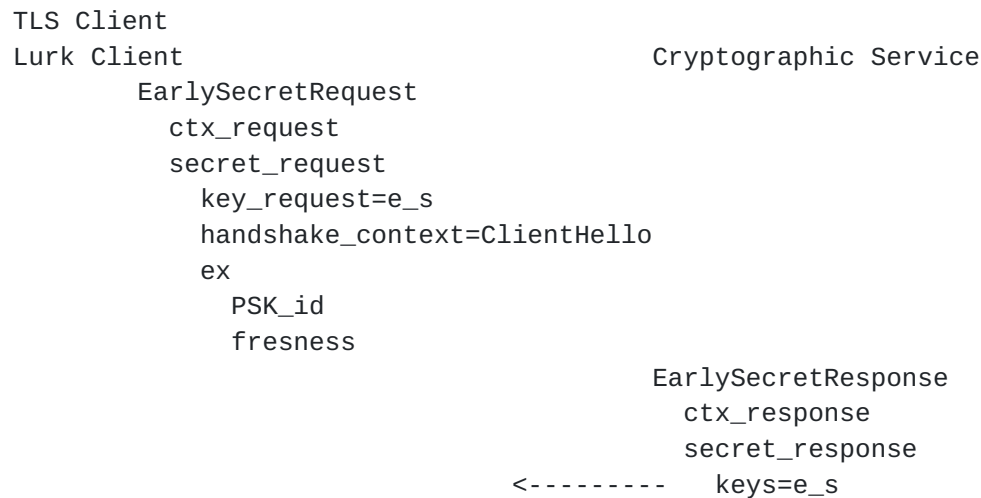 TLS Client
Lurk Client                              Cryptographic Service
        EarlySecretRequest
          ctx_request
          secret_request
            key_request=e_s
            handshake_context=ClientHello
            ex
              PSK_id
              fresness
                                         EarlySecretResponse
                                           ctx_response
                                           secret_response
                                <---------   keys=e_s